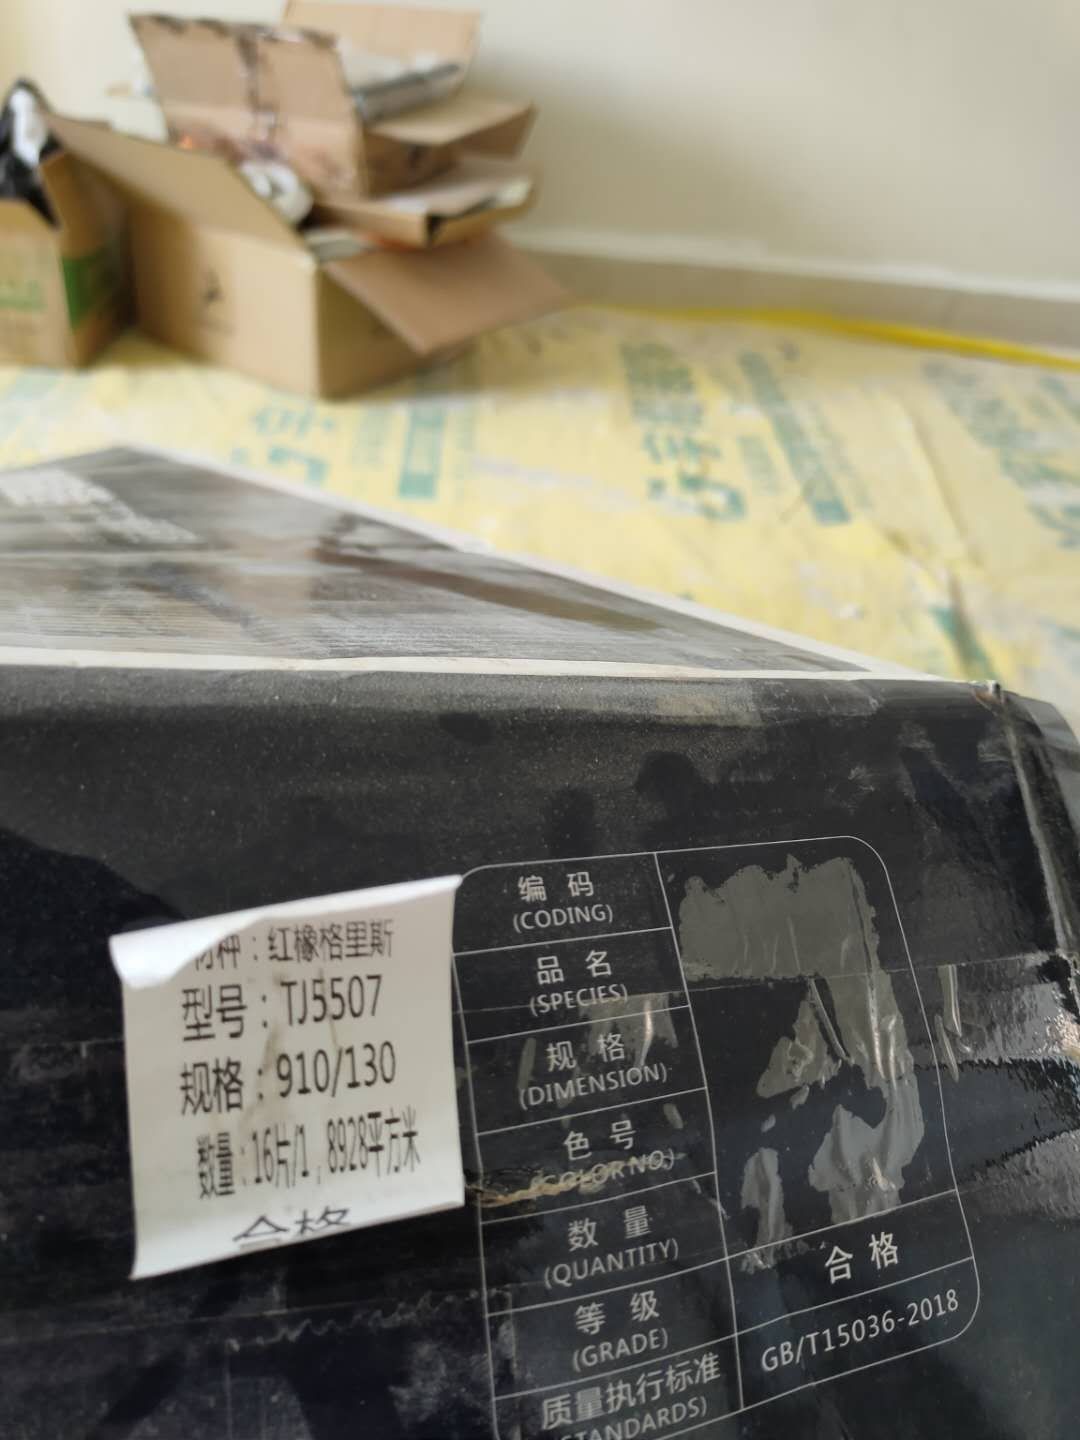 材种：红橡格里斯
型号：TJ5507
规格：910/130
数量：16片/1，8928平方米
合格
编码
(CODING)
品名
(SPECIES)
规格
(DIMENSION)
色号
(COLOR NO)
数量
(QUANTITY)
等级
(GRADE)
合格
质量执行标准
(STANDARDS)
GB/T15036-2018